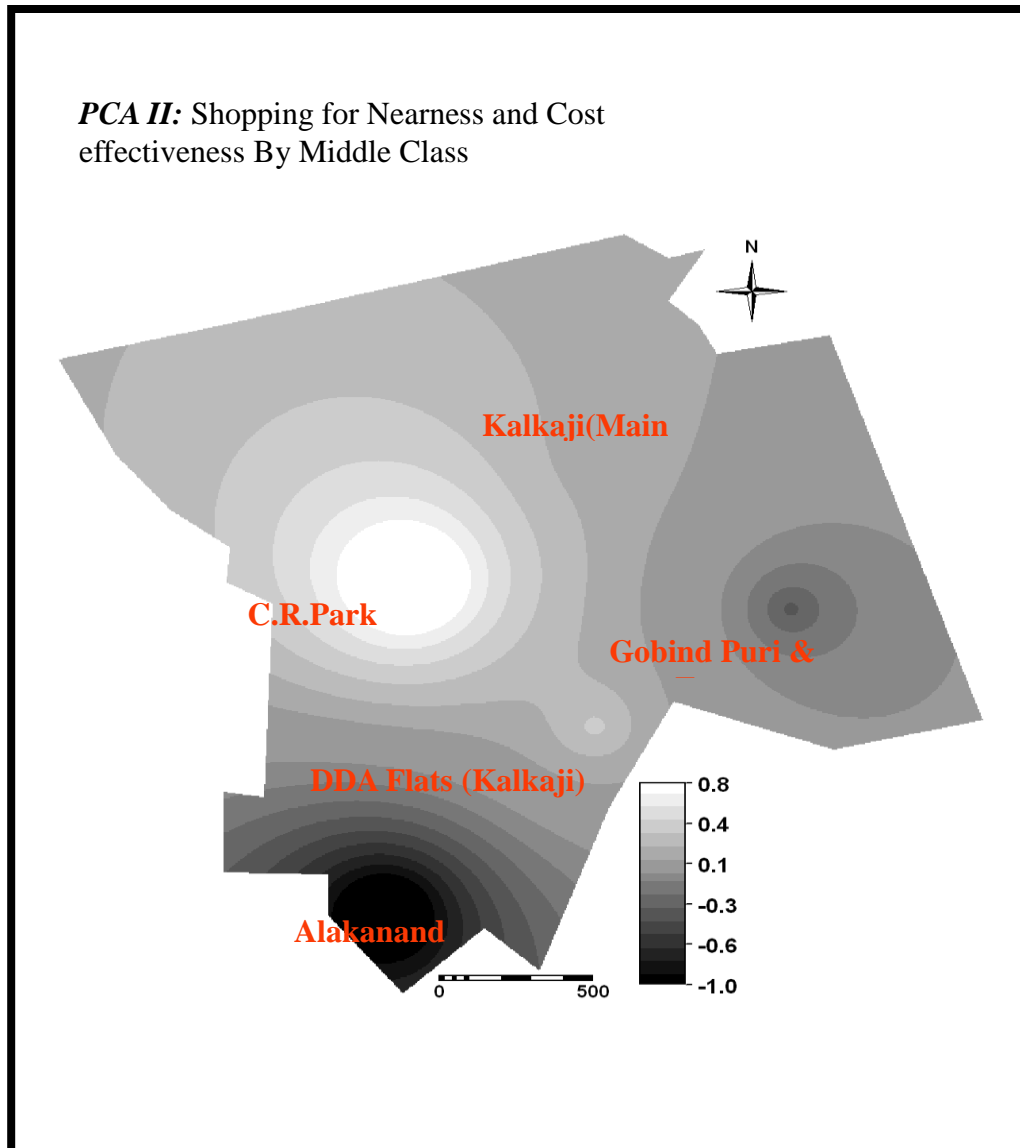 PCA II: Shopping for Nearness and Cost
effectiveness By Middle Class
N
Kalkaji(Main
C.R.Park
Gobind Puri &
DDA Flats (Kalkaji)
0.8
0.4
0.1
-0.3
-0.6
-1.0
Alakanand
0 500